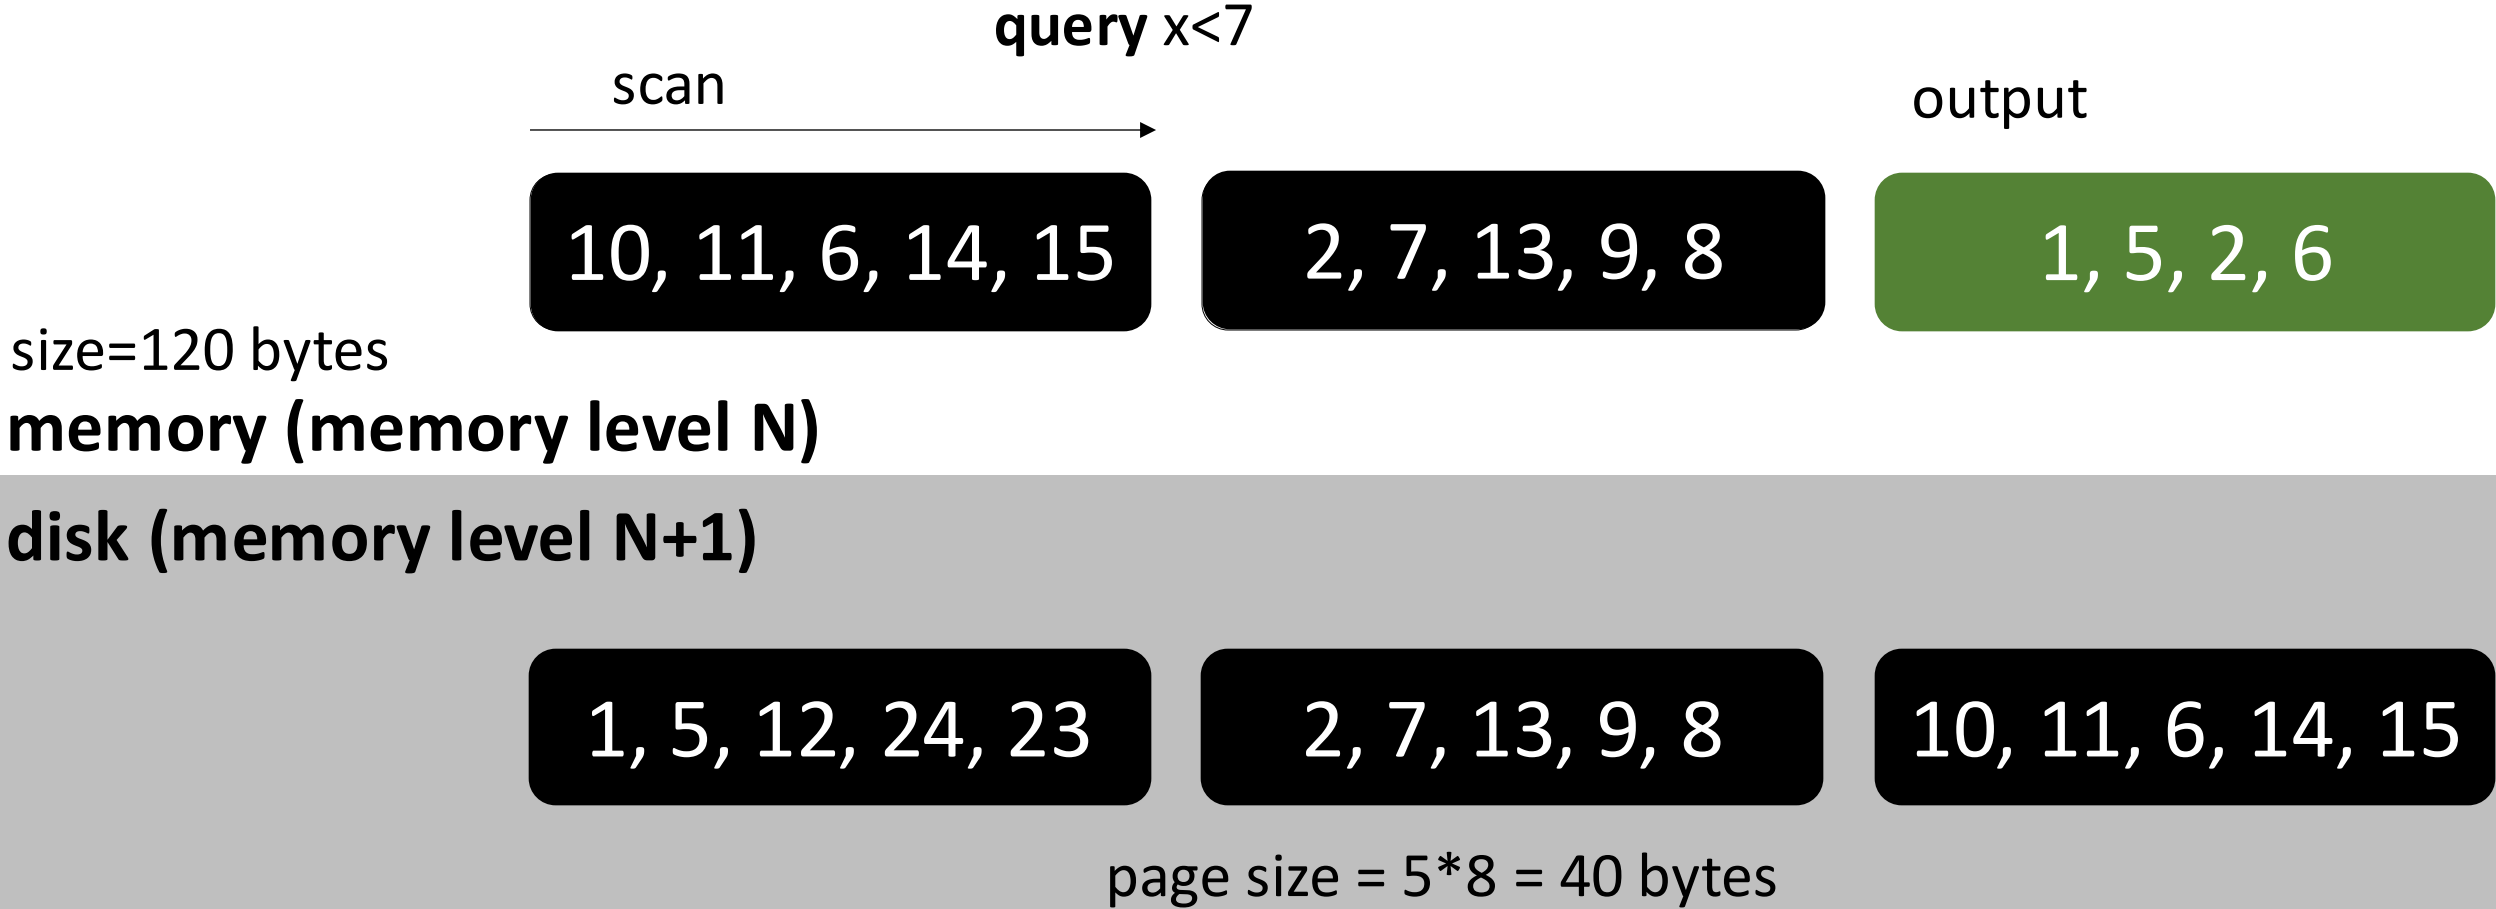 query x<7
scan
output
10, 11, 6, 14, 15
2, 7, 13, 9, 8
1, 5, 2, 6
size=120 bytes
memory (memory level N)
disk (memory level N+1)
1, 5, 12, 24, 23
2, 7, 13, 9, 8
10, 11, 6, 14, 15
page size = 5*8 = 40 bytes